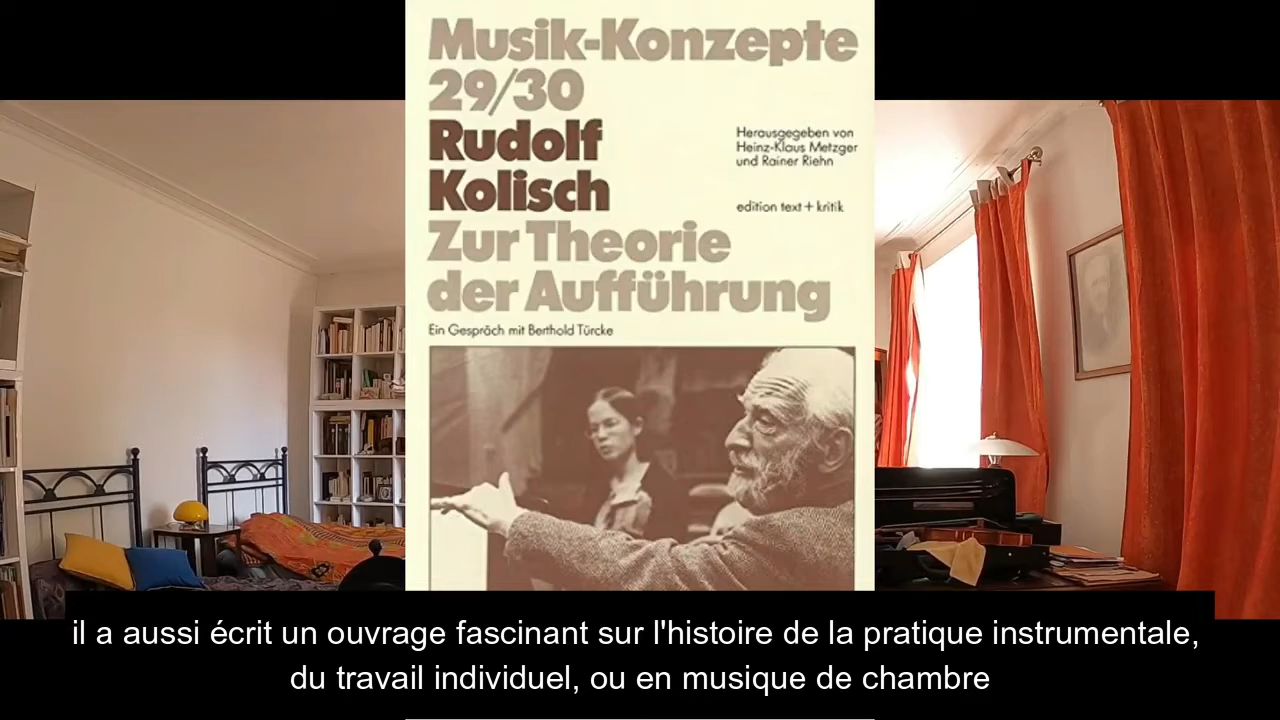 Musik-Konzepte
29/30
Rudolf
Kolisch
Zur Theorie
der Aufführung
Herausgegeben von
Heinz-Klaus Metzger
und Rainer Riehn
edition text + kritik
Ein Gespräch mit Berthold Türcke
il a aussi écrit un ouvrage fascinant sur l'histoire de la pratique instrumentale,
du travail individuel, ou en musique de chambre